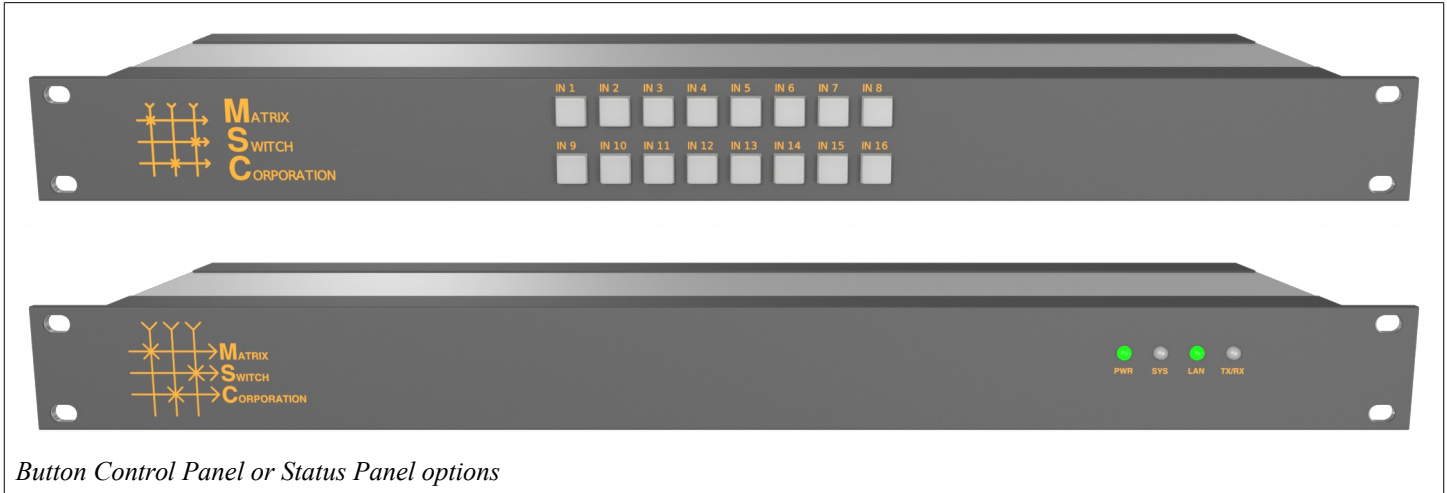 IN 1 IN 2 IN 3 IN 4 IN 5 IN 6 IN 7 IN 8
MATRIX
SWITCH
IN 9 IN 10 IN 11 IN 12 IN 13 IN 14 IN 15 IN 16
CORPORATION
MATRIX
SWITCH
CORPORATION
PWR SYS LAN TX/RX
Button Control Panel or Status Panel options